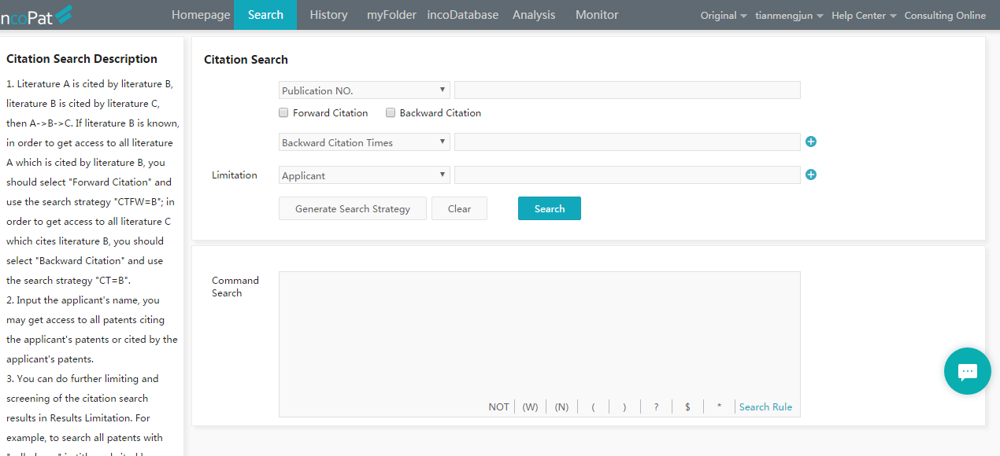 ncoPat
Homepage
Search
History
myFolder
incoDatabase
Analysis
Monitor
Original
tianmengjun
Help Center
Consulting Online
Citation Search Description
1. Literature A is cited by literature B,
literature B is cited by literature C,
then A->B->C. If literature B is known,
in order to get access to all literature
A which is cited by literature B, you
should select "Forward Citation" and
use the search strategy "CTFW=B"; in
order to get access to all literature C
which cites literature B, you should
select "Backward Citation" and use
the search strategy "CT=B".
2. Input the applicant's name, you
may get access to all patents citing
the applicant's patents or cited by the
applicant's patents.
3. You can do further limiting and
screening of the citation search
results in Results Limitation. For
example, to search all patents with
Citation Search
Publication NO.
Forward Citation
Backward Citation
Backward Citation Times
Limitation
Applicant
Generate Search Strategy
Clear
Search
Command
Search
NOT
(W)
(N)
(
)
?
$
*
Search Rule